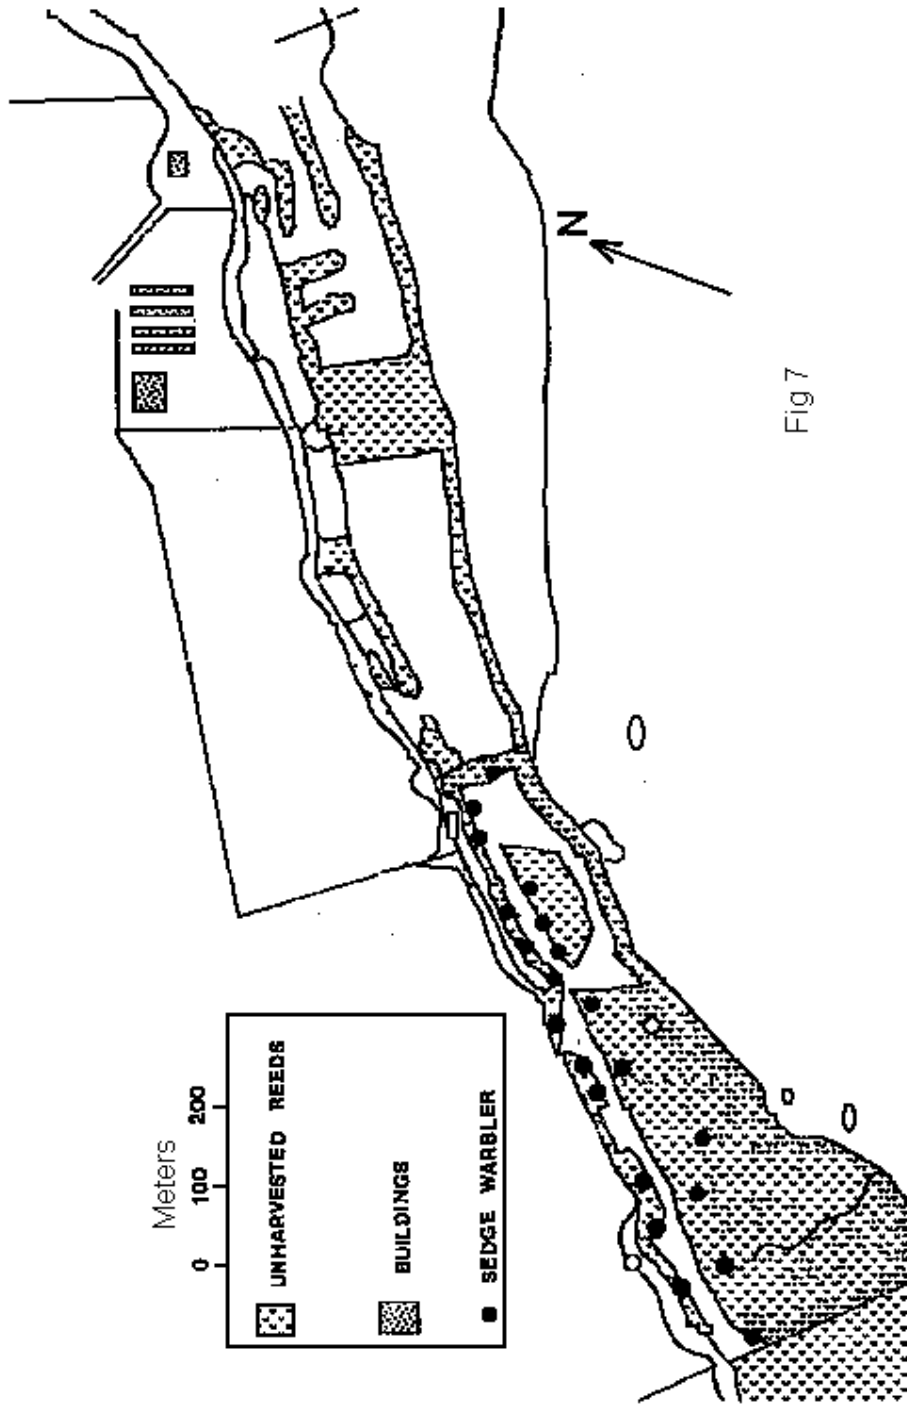 Meters
0 100 200
UNHARVESTED REEDS
BUILDINGS
SEDGE WARBLER
N
Fig 7